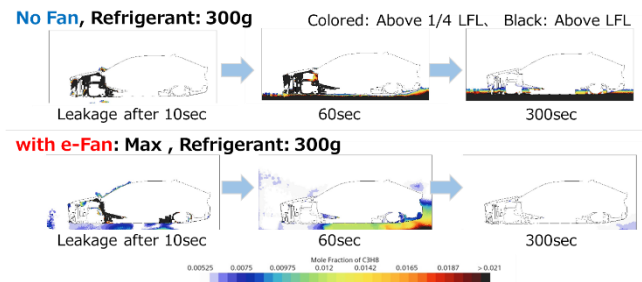 No Fan, Refrigerant: 300g
Colored: Above 1/4 LFL、 Black: Above LFL
Leakage after 10sec
60sec
300sec
with e-Fan: Max , Refrigerant: 300g
Leakage after 10sec
60sec
300sec
Mole Fraction of C3H8
0.00525 0.0075 0.00975 0.012 0.0142 0.0165 0.0187 > 0.021